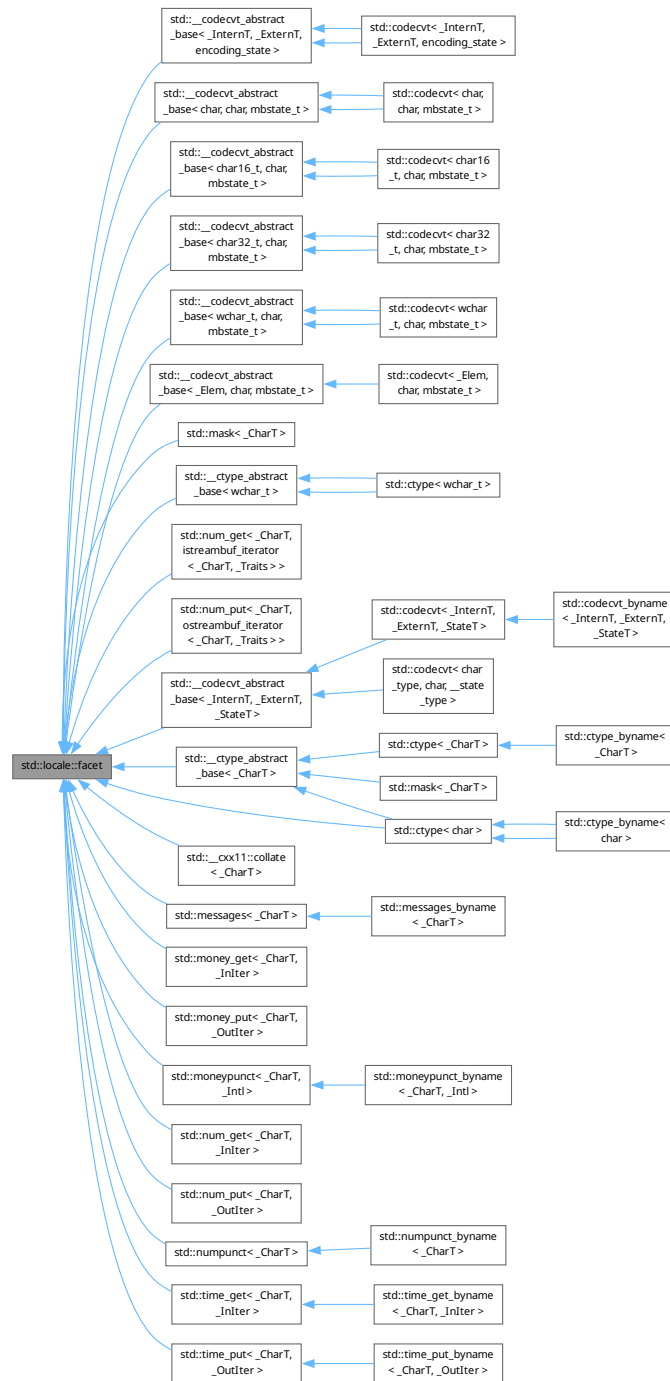 std::__codecvt_abstract
_base< _InternT, _ExternT,
encoding_state >
std::codecvt< _InternT,
_ExternT, encoding_state >
std::__codecvt_abstract
_base< char, char, mbstate_t >
std::codecvt< char,
char, mbstate_t >
std::__codecvt_abstract
_base< char16_t, char,
mbstate_t >
std::codecvt< char16
_t, char, mbstate_t >
std::__codecvt_abstract
_base< char32_t, char,
mbstate_t >
std::codecvt< char32
_t, char, mbstate_t >
std::__codecvt_abstract
_base< wchar_t, char,
mbstate_t >
std::codecvt< wchar
_t, char, mbstate_t >
std::__codecvt_abstract
_base< _Elem, char, mbstate_t >
std::codecvt< _Elem,
char, mbstate_t >
std::mask< _CharT >
std::__ctype_abstract
_base< wchar_t >
std::ctype< wchar_t >
std::num_get< _CharT,
istreambuf_iterator
< _CharT, _Traits > >
std::num_put< _CharT,
ostreambuf_iterator
< _CharT, _Traits > >
std::codecvt< _InternT,
_ExternT, _StateT >
std::codecvt_byname
< _InternT, _ExternT,
_StateT >
std::__codecvt_abstract
_base< _InternT, _ExternT,
_StateT >
std::codecvt< char
_type, char, __state
_type >
std::locale::facet
std::__ctype_abstract
_base< _CharT >
std::ctype< _CharT >
std::ctype_byname<
_CharT >
std::mask< _CharT >
std::ctype< char >
std::ctype_byname<
char >
std::__cxx11::collate
< _CharT >
std::messages< _CharT >
std::messages_byname
< _CharT >
std::money_get< _CharT,
_InIter >
std::money_put< _CharT,
_OutIter >
std::moneypunct< _CharT,
_Intl >
std::moneypunct_byname
< _CharT, _Intl >
std::num_get< _CharT,
_InIter >
std::num_put< _CharT,
_OutIter >
std::numpunct< _CharT >
std::numpunct_byname
< _CharT >
std::time_get< _CharT,
_InIter >
std::time_get_byname
< _CharT, _InIter >
std::time_put< _CharT,
_OutIter >
std::time_put_byname
< _CharT, _OutIter >